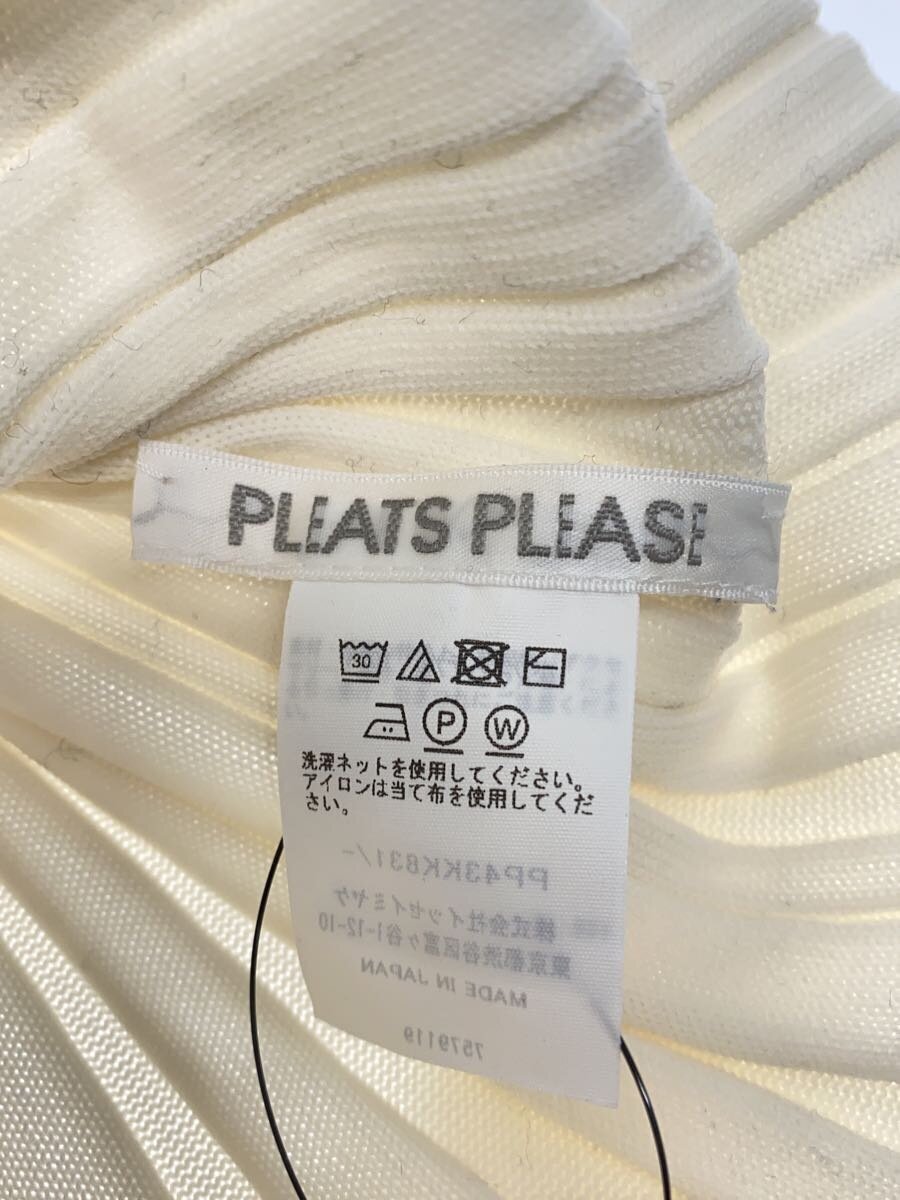 PLEATS PLEASE
30
P W
洗濯ネットを使用してください。
アイロンは当て布を使用してくだ
さい。
PP43KK831/-
株式会社イッセイミヤケ
東京都渋谷区富ヶ谷1-12-10
MADE IN JAPAN
7579119